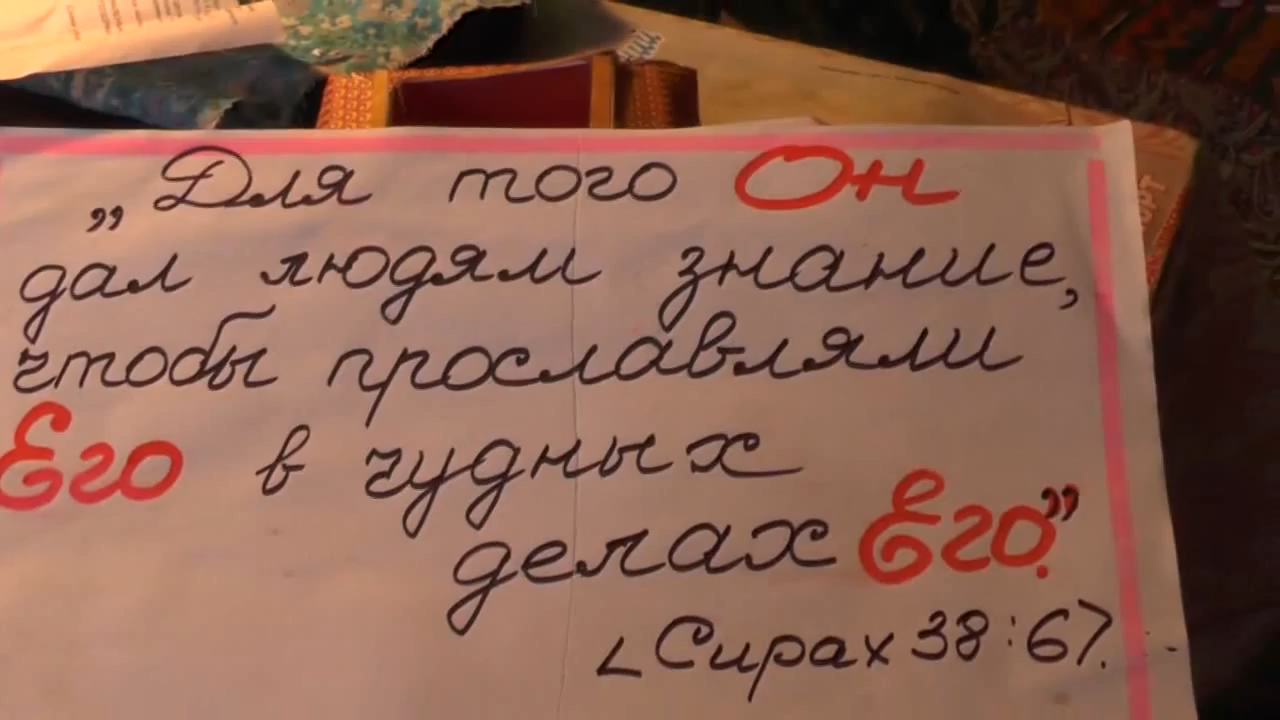 „Для того Он
дал людям знание,
чтобы прославляли
Его в чудных
делах Его."
<Сирах 38:6>.